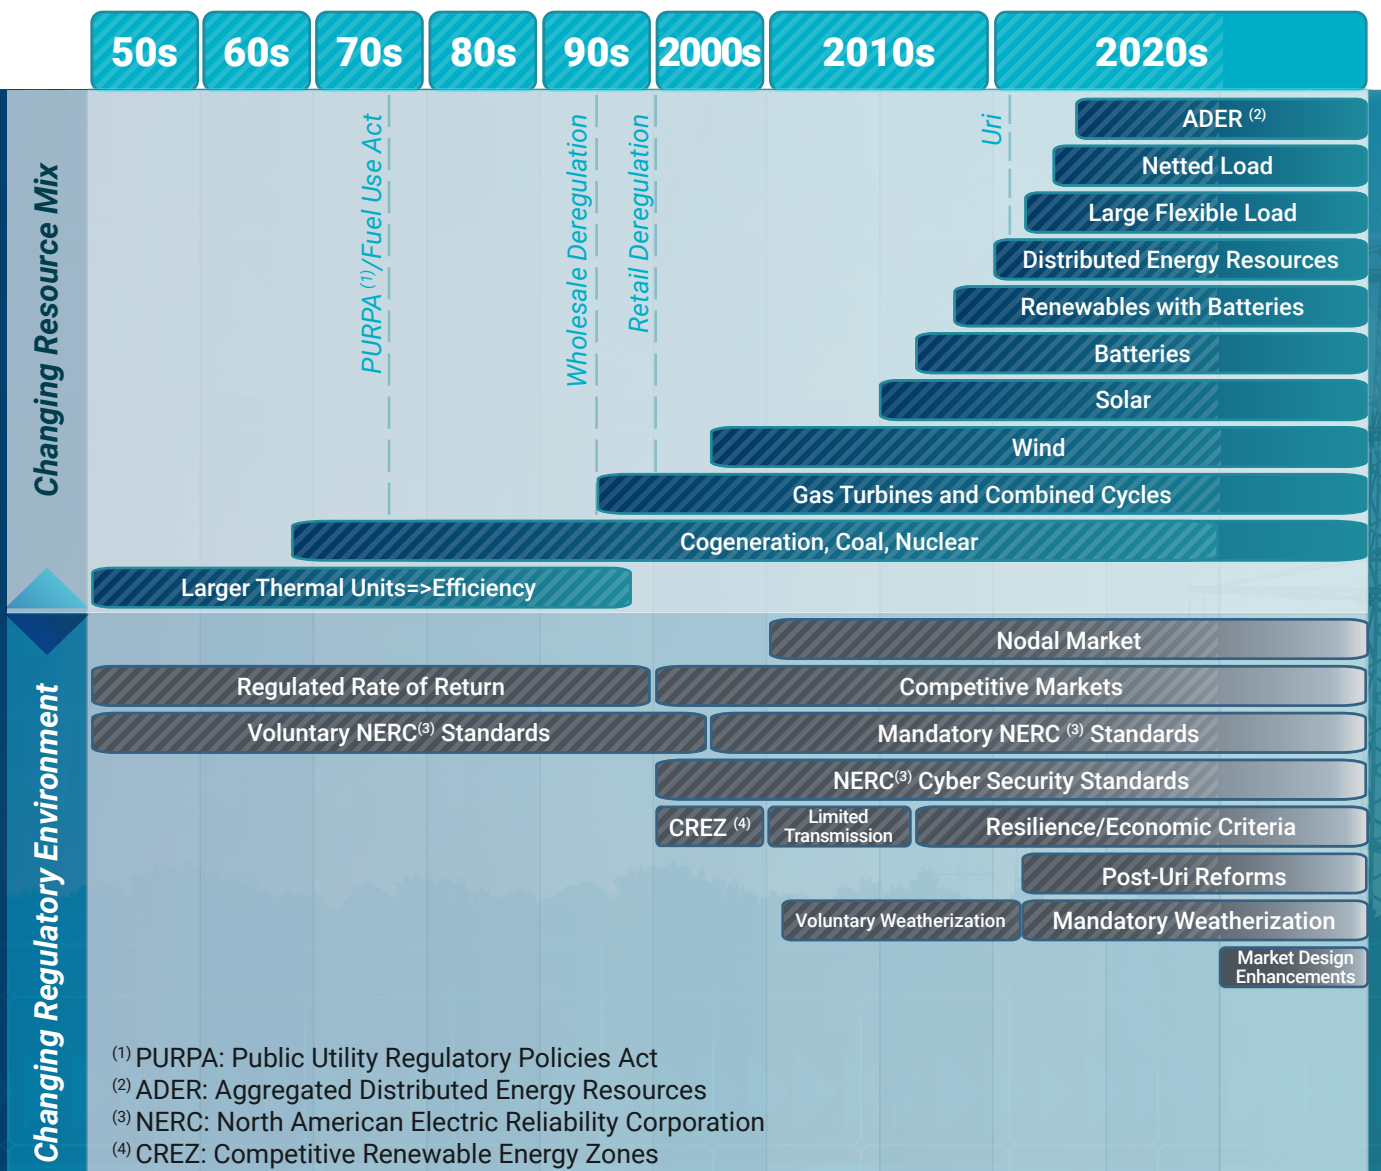 50s 60s 70s 80s 90s 2000s 2010s 2020s
Changing Resource Mix
PURPA (1)/Fuel Use Act
Wholesale Deregulation
Retail Deregulation
Uri
ADER (2)
Netted Load
Large Flexible Load
Distributed Energy Resources
Renewables with Batteries
Batteries
Solar
Wind
Gas Turbines and Combined Cycles
Cogeneration, Coal, Nuclear
Larger Thermal Units=>Efficiency
Changing Regulatory Environment
Nodal Market
Regulated Rate of Return
Competitive Markets
Voluntary NERC(3) Standards
Mandatory NERC (3) Standards
NERC(3) Cyber Security Standards
CREZ (4)
Limited
Transmission
Resilience/Economic Criteria
Post-Uri Reforms
Voluntary Weatherization
Mandatory Weatherization
Market Design
Enhancements
(1) PURPA: Public Utility Regulatory Policies Act
(2) ADER: Aggregated Distributed Energy Resources
(3) NERC: North American Electric Reliability Corporation
(4) CREZ: Competitive Renewable Energy Zones